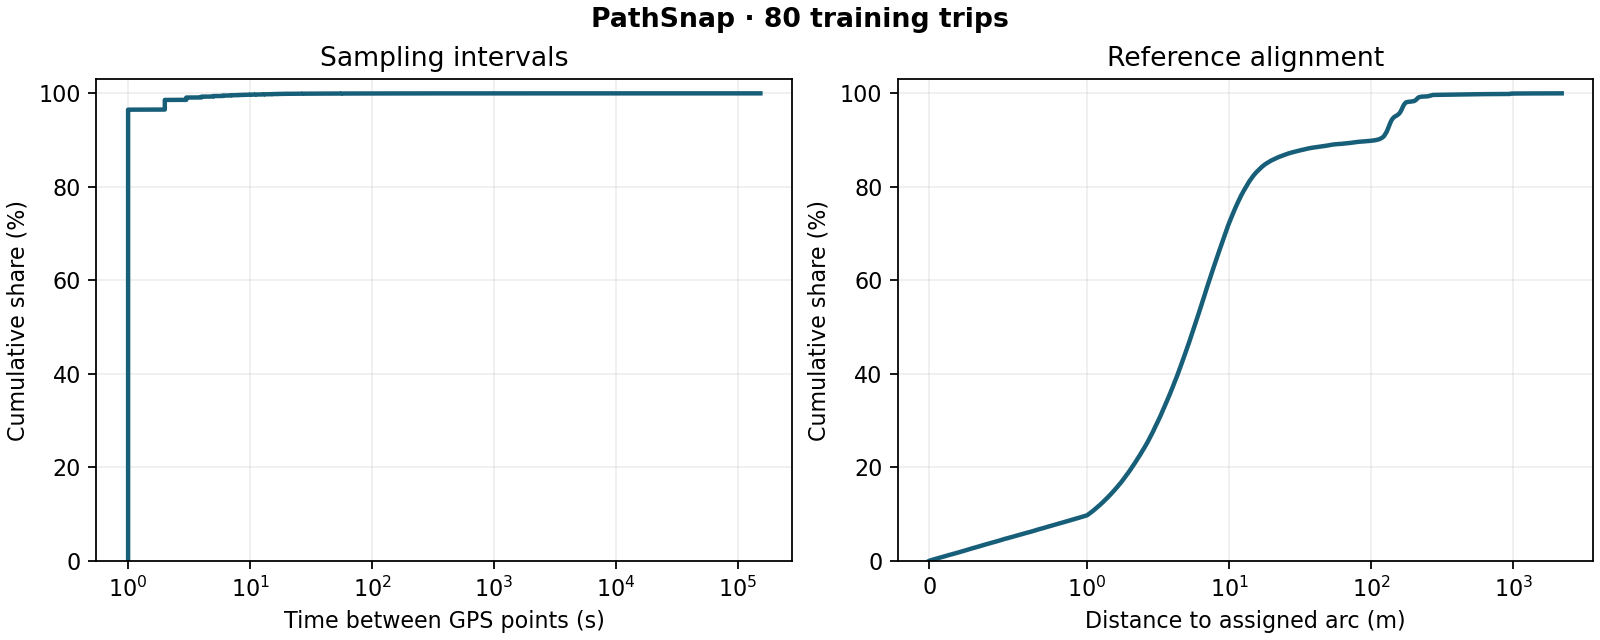 PathSnap · 80 training trips
Sampling intervals
Cumulative share (%)
100
80
60
40
20
0
10⁰ 10¹ 10² 10³ 10⁴ 10⁵
Time between GPS points (s)
Reference alignment
Cumulative share (%)
100
80
60
40
20
0
0 10⁰ 10¹ 10² 10³
Distance to assigned arc (m)